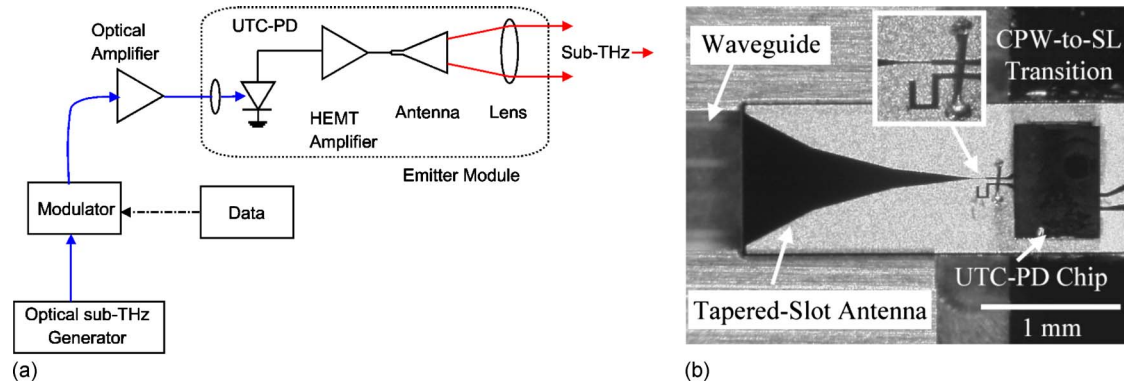 Optical
Amplifier
UTC-PD
HEMT
Amplifier
Antenna
Lens
Sub-THz
Emitter Module
Modulator
Data
Optical sub-THz
Generator
(a)
Waveguide
CPW-to-SL
Transition
UTC-PD Chip
Tapered-Slot Antenna
1 mm
(b)